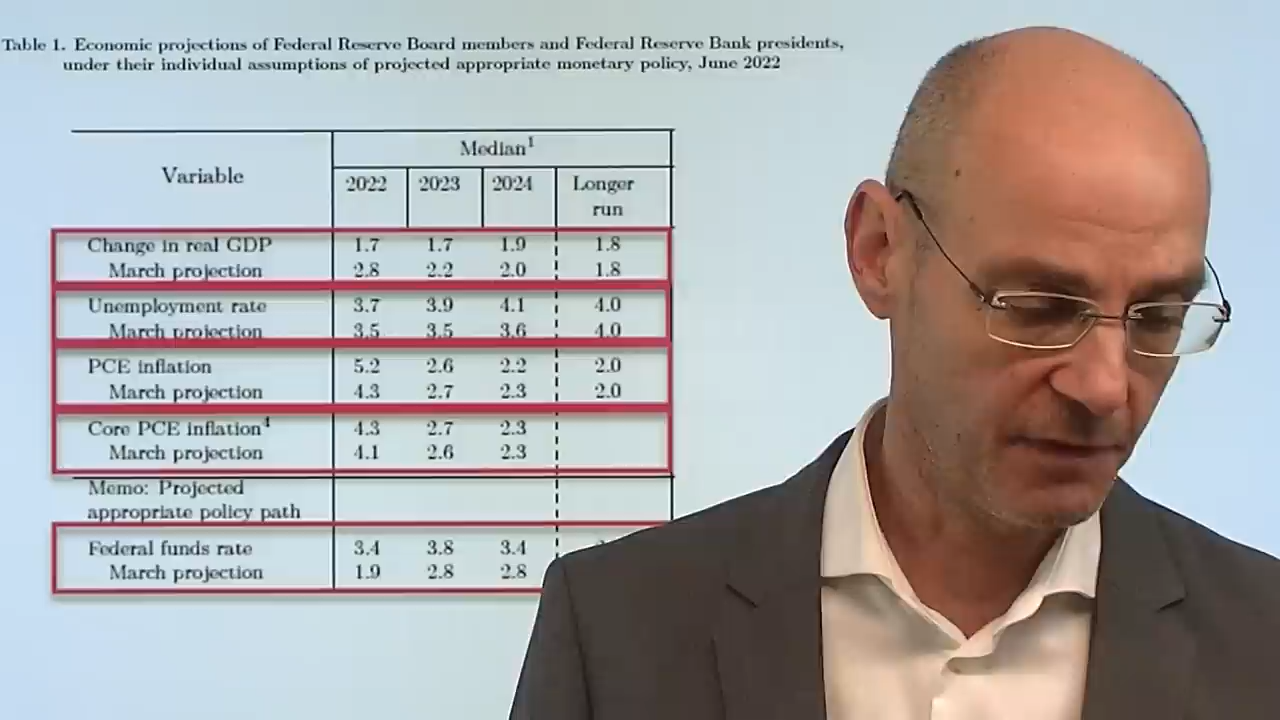 Table 1. Economic projections of Federal Reserve Board members and Federal Reserve Bank presidents,
under their individual assumptions of projected appropriate monetary policy, June 2022
Variable
Median1
2022 2023 2024 Longer
run
Change in real GDP 1.7 1.7 1.9 1.8
March projection 2.8 2.2 2.0 1.8
Unemployment rate 3.7 3.9 4.1 4.0
March projection 3.5 3.5 3.6 4.0
PCE inflation 5.2 2.6 2.2 2.0
March projection 4.3 2.7 2.3 2.0
Core PCE inflation4 4.3 2.7 2.3
March projection 4.1 2.6 2.3
Memo: Projected
appropriate policy path
Federal funds rate 3.4 3.8 3.4
March projection 1.9 2.8 2.8